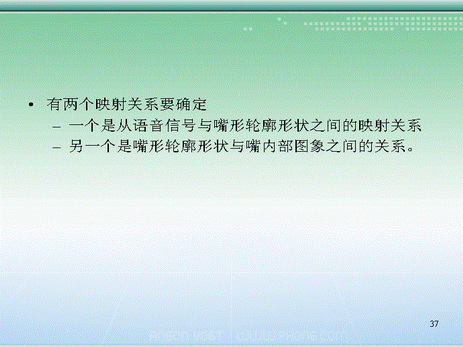 • 有两个映射关系要确定
– 一个是从语音信号与嘴形轮廓形状之间的映射关系
– 另一个是嘴形轮廓形状与嘴内部图象之间的关系。
37